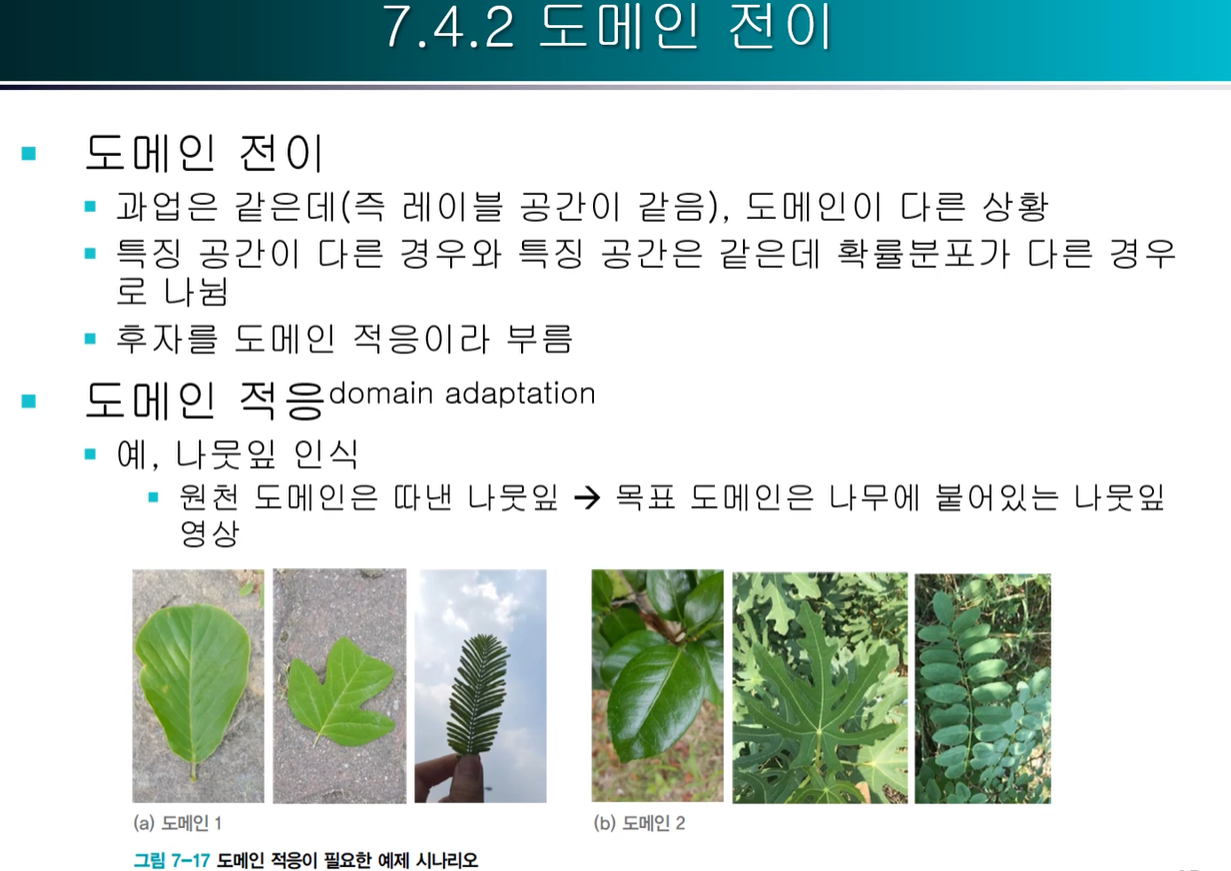 7.4.2 도메인 전이
도메인 전이
과업은 같은데(즉 레이블 공간이 같음), 도메인이 다른 상황
특징 공간이 다른 경우와 특징 공간은 같은데 확률분포가 다른 경우
로 나뉨
후자를 도메인 적응이라 부름
도메인 적응domain adaptation
예, 나뭇잎 인식
원천 도메인은 따낸 나뭇잎 → 목표 도메인은 나무에 붙어있는 나뭇잎
영상
(a) 도메인 1
(b) 도메인 2
그림 7-17 도메인 적응이 필요한 예제 시나리오